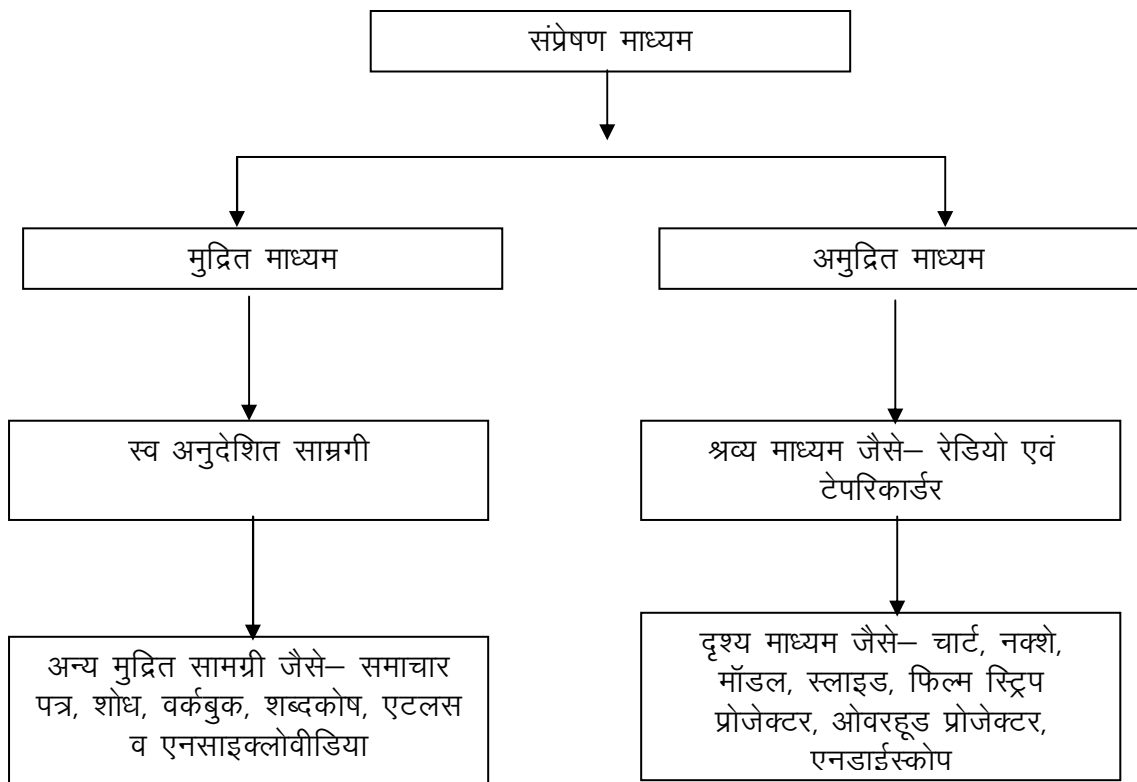 संप्रेषण माध्यम
मुद्रित माध्यम
अमुद्रित माध्यम
स्व अनुदेशित साम्रगी
श्रव्य माध्यम जैसे– रेडियो एवं
टेपरिकार्डर
अन्य मुद्रित सामग्री जैसे– समाचार
पत्र, शोध, वर्कबुक, शब्दकोष, एटलस
व एनसाइक्लोवीडिया
दृश्य माध्यम जैसे– चार्ट, नक्शे,
मॉडल, स्लाइड, फिल्म स्ट्रिप
प्रोजेक्टर, ओवरहूड प्रोजेक्टर,
एनडाईस्कोप